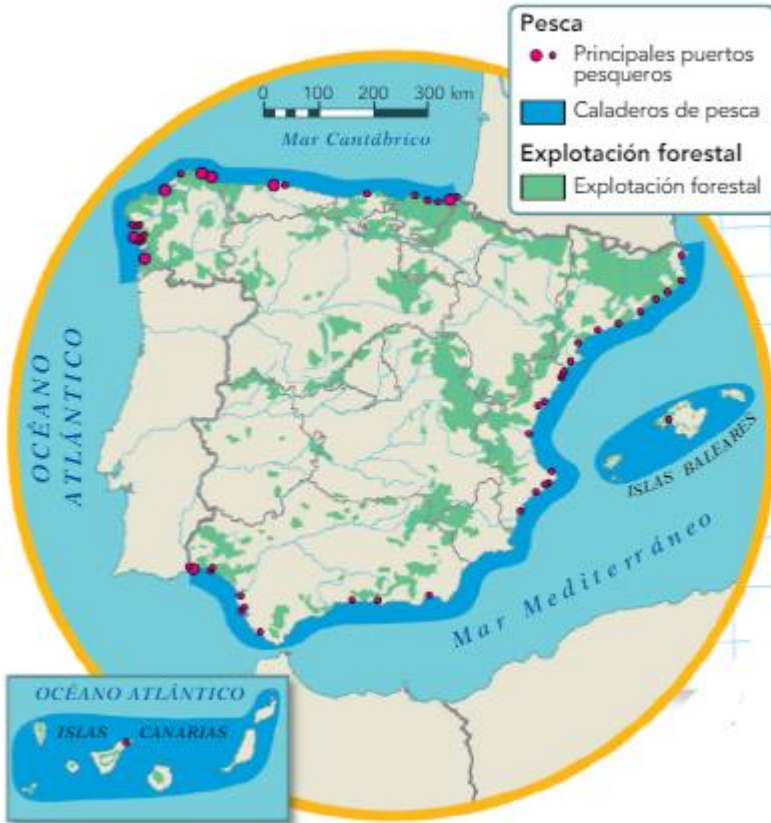 Pesca
Principales puertos
pesqueros
Caladeros de pesca
Explotación forestal
Explotación forestal
0 100 200 300 km
Mar Cantábrico
OCÉANO
ATLÁNTICO
ISLAS BALEARES
Mar Mediterráneo
OCÉANO ATLÁNTICO
ISLAS CANARIAS